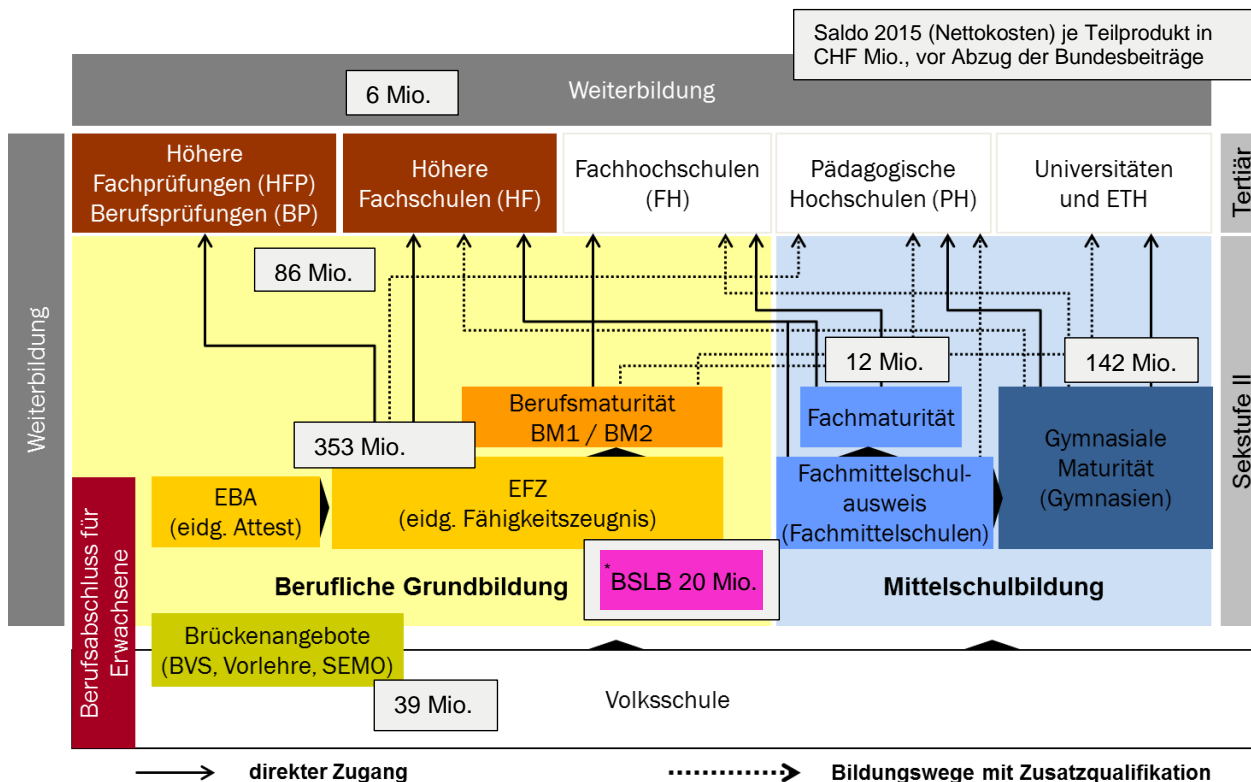 Saldo 2015 (Nettokosten) je Teilprodukt in
CHF Mio., vor Abzug der Bundesbeiträge
6 Mio.
Weiterbildung
Weiterbildung
Höhere
Fachprüfungen (HFP)
Berufsprüfungen (BP)
Höhere
Fachschulen (HF)
Fachhochschulen
(FH)
Pädagogische
Hochschulen (PH)
Universitäten
und ETH
Tertiär
86 Mio.
12 Mio.
142 Mio.
Sekstufe II
Berufsmaturität
BM1 / BM2
Fachmaturität
353 Mio.
Gymnasiale
Maturität
(Gymnasien)
EBA
(eidg. Attest)
EFZ
(eidg. Fähigkeitszeugnis)
Fachmittelschul-
ausweis
(Fachmittelschulen)
Berufsabschluss für
Erwachsene
Berufliche Grundbildung
*BSLB 20 Mio.
Mittelschulbildung
Brückenangebote
(BVS, Vorlehre, SEMO)
39 Mio.
Volksschule
direkter Zugang
Bildungswege mit Zusatzqualifikation